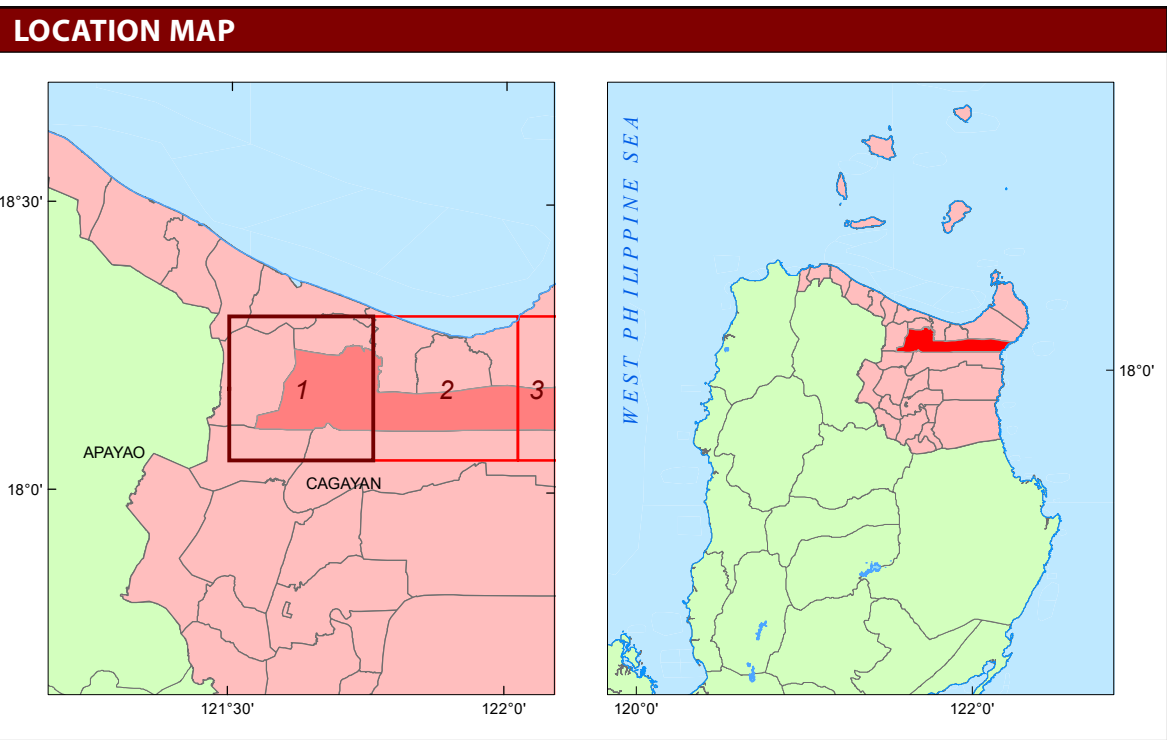 LOCATION MAP
18°30'
1
2
3
APAYAO
CAGAYAN
18°0'
121°30'
122°0'
WEST PHILIPPINE SEA
18°0'
120°0'
122°0'